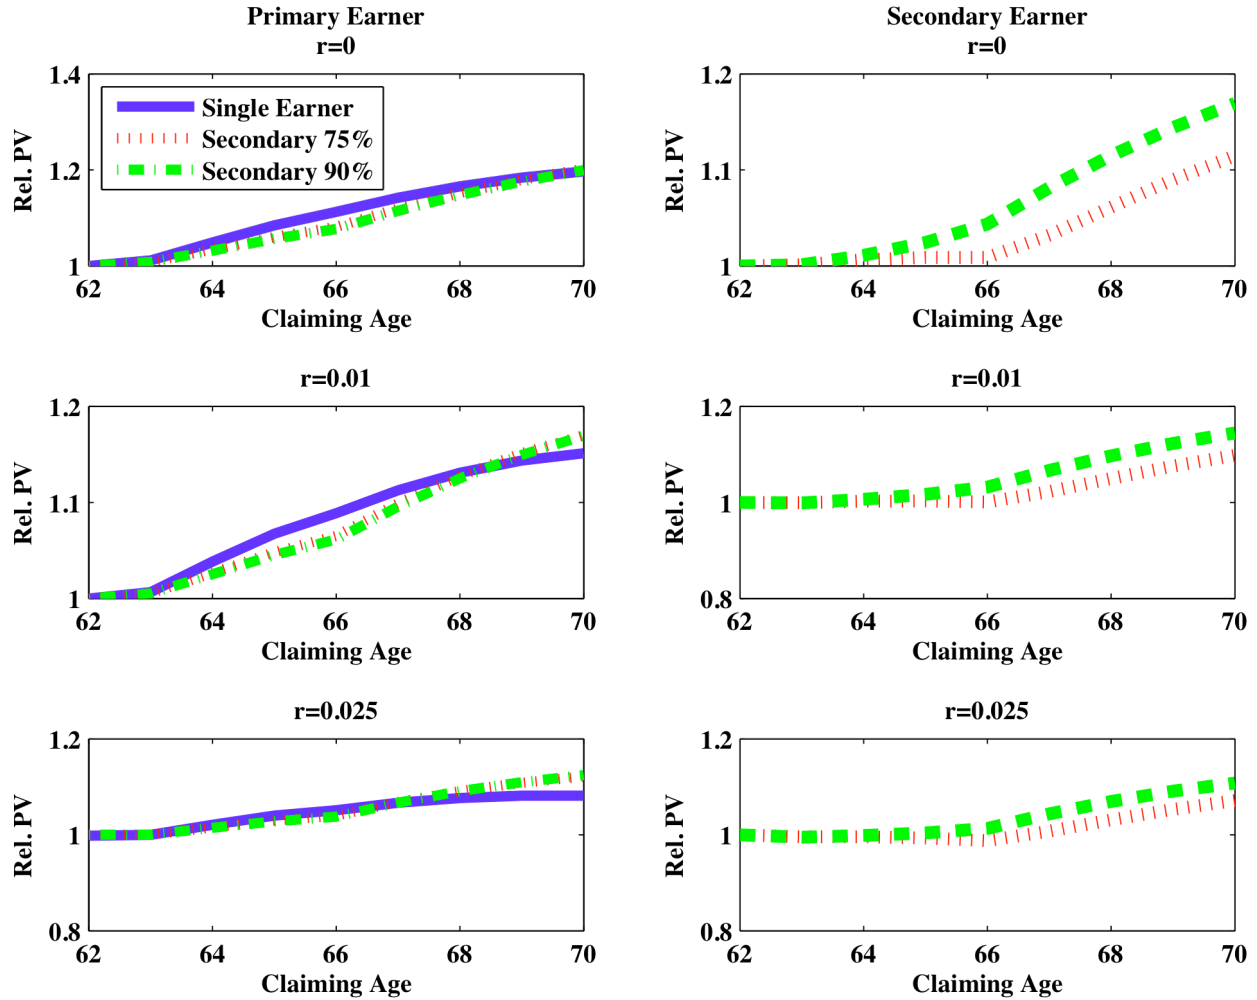 Primary Earner
r=0
1.4
1.2
1
Rel. PV
Single Earner
Secondary 75%
Secondary 90%
62 64 66 68 70
Claiming Age
Secondary Earner
r=0
1.2
1.1
1
Rel. PV
62 64 66 68 70
Claiming Age
r=0.01
1.2
1.1
1
Rel. PV
62 64 66 68 70
Claiming Age
r=0.01
1.2
1
0.8
Rel. PV
62 64 66 68 70
Claiming Age
r=0.025
1.2
1
0.8
Rel. PV
62 64 66 68 70
Claiming Age
r=0.025
1.2
1
0.8
Rel. PV
62 64 66 68 70
Claiming Age